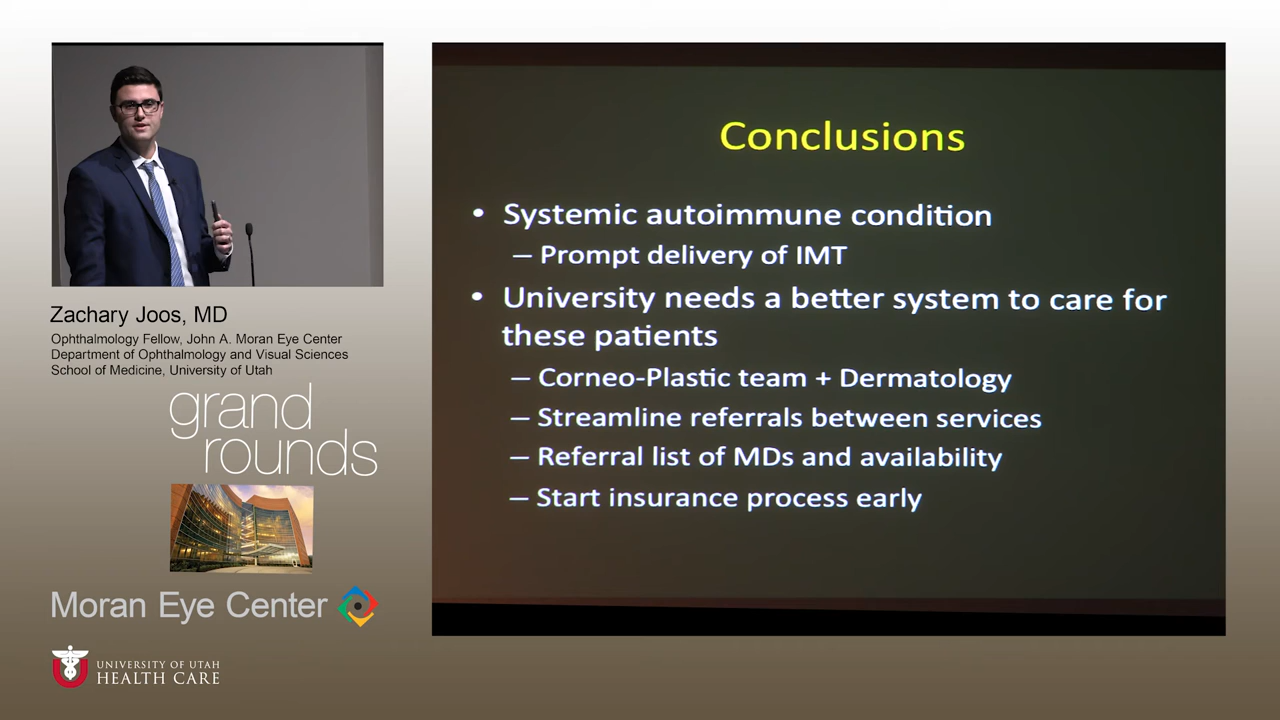 Zachary Joos, MD
Ophthalmology Fellow, John A. Moran Eye Center
Department of Ophthalmology and Visual Sciences
School of Medicine, University of Utah
grand
rounds
Moran Eye Center
UNIVERSITY OF UTAH
HEALTH CARE
Conclusions
• Systemic autoimmune condition
– Prompt delivery of IMT
• University needs a better system to care for
these patients
– Corneo-Plastic team + Dermatology
– Streamline referrals between services
– Referral list of MDs and availability
– Start insurance process early